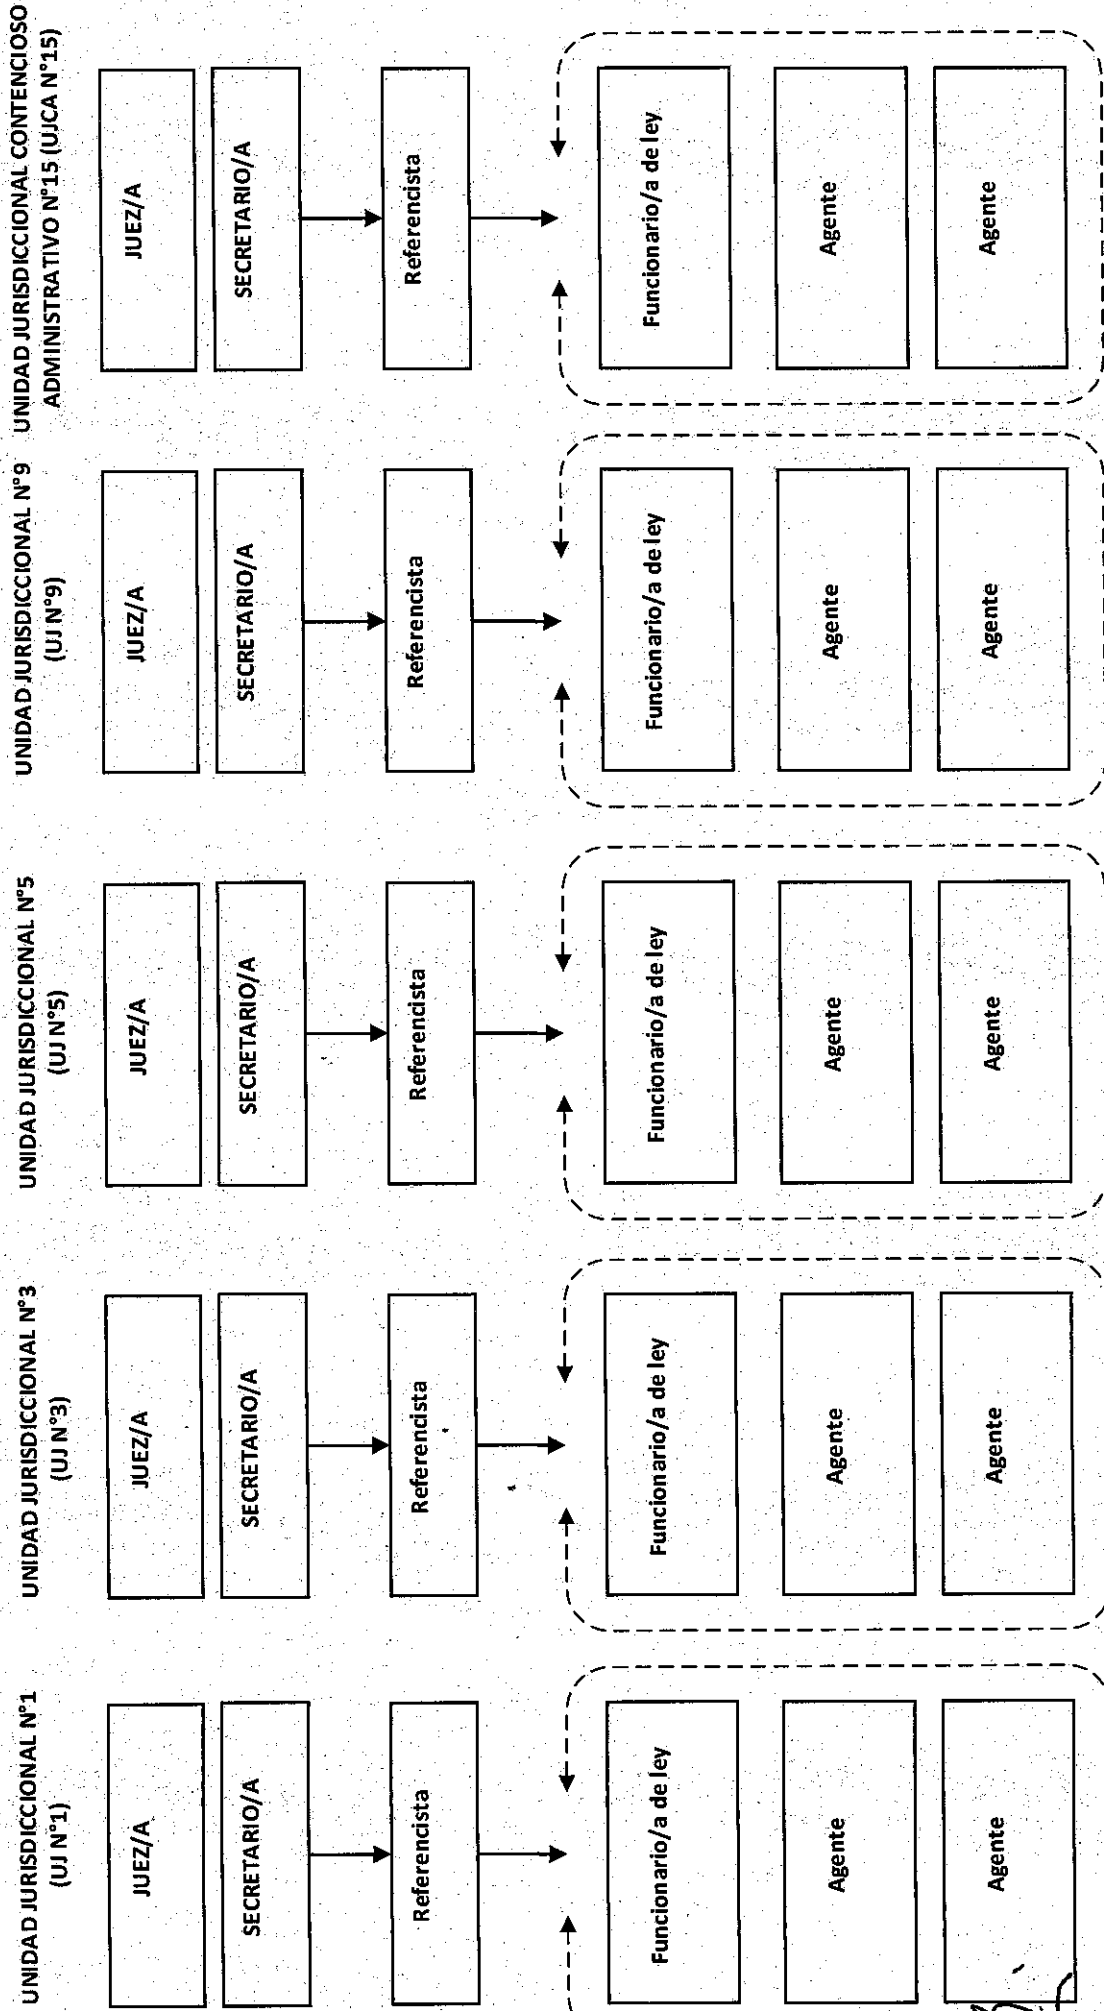 UNIDAD JURISDICCIONAL N°1
(UJ N°1)
JUEZ/A
SECRETARIO/A
Referencista
Funcionario/a de ley
Agente
Agente
UNIDAD JURISDICCIONAL N°3
(UJ N°3)
JUEZ/A
SECRETARIO/A
Referencista
Funcionario/a de ley
Agente
Agente
UNIDAD JURISDICCIONAL N°5
(UJ N°5)
JUEZ/A
SECRETARIO/A
Referencista
Funcionario/a de ley
Agente
Agente
UNIDAD JURISDICCIONAL N°9
(UJ N°9)
JUEZ/A
SECRETARIO/A
Referencista
Funcionario/a de ley
Agente
Agente
UNIDAD JURISDICCIONAL CONTENCIOSO
ADMINISTRATIVO N°15 (UJCA N°15)
JUEZ/A
SECRETARIO/A
Referencista
Funcionario/a de ley
Agente
Agente